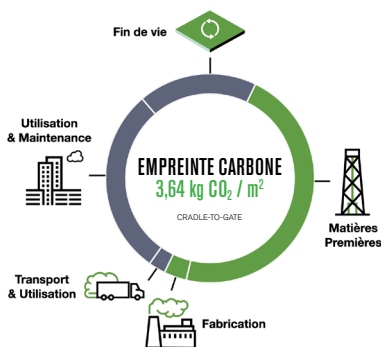 Fin de vie
Utilisation
& Maintenance
EMPREINTE CARBONE
3,64 kg CO₂ / m²
CRADLE-TO-GATE
Matières
Premières
Transport
& Utilisation
Fabrication